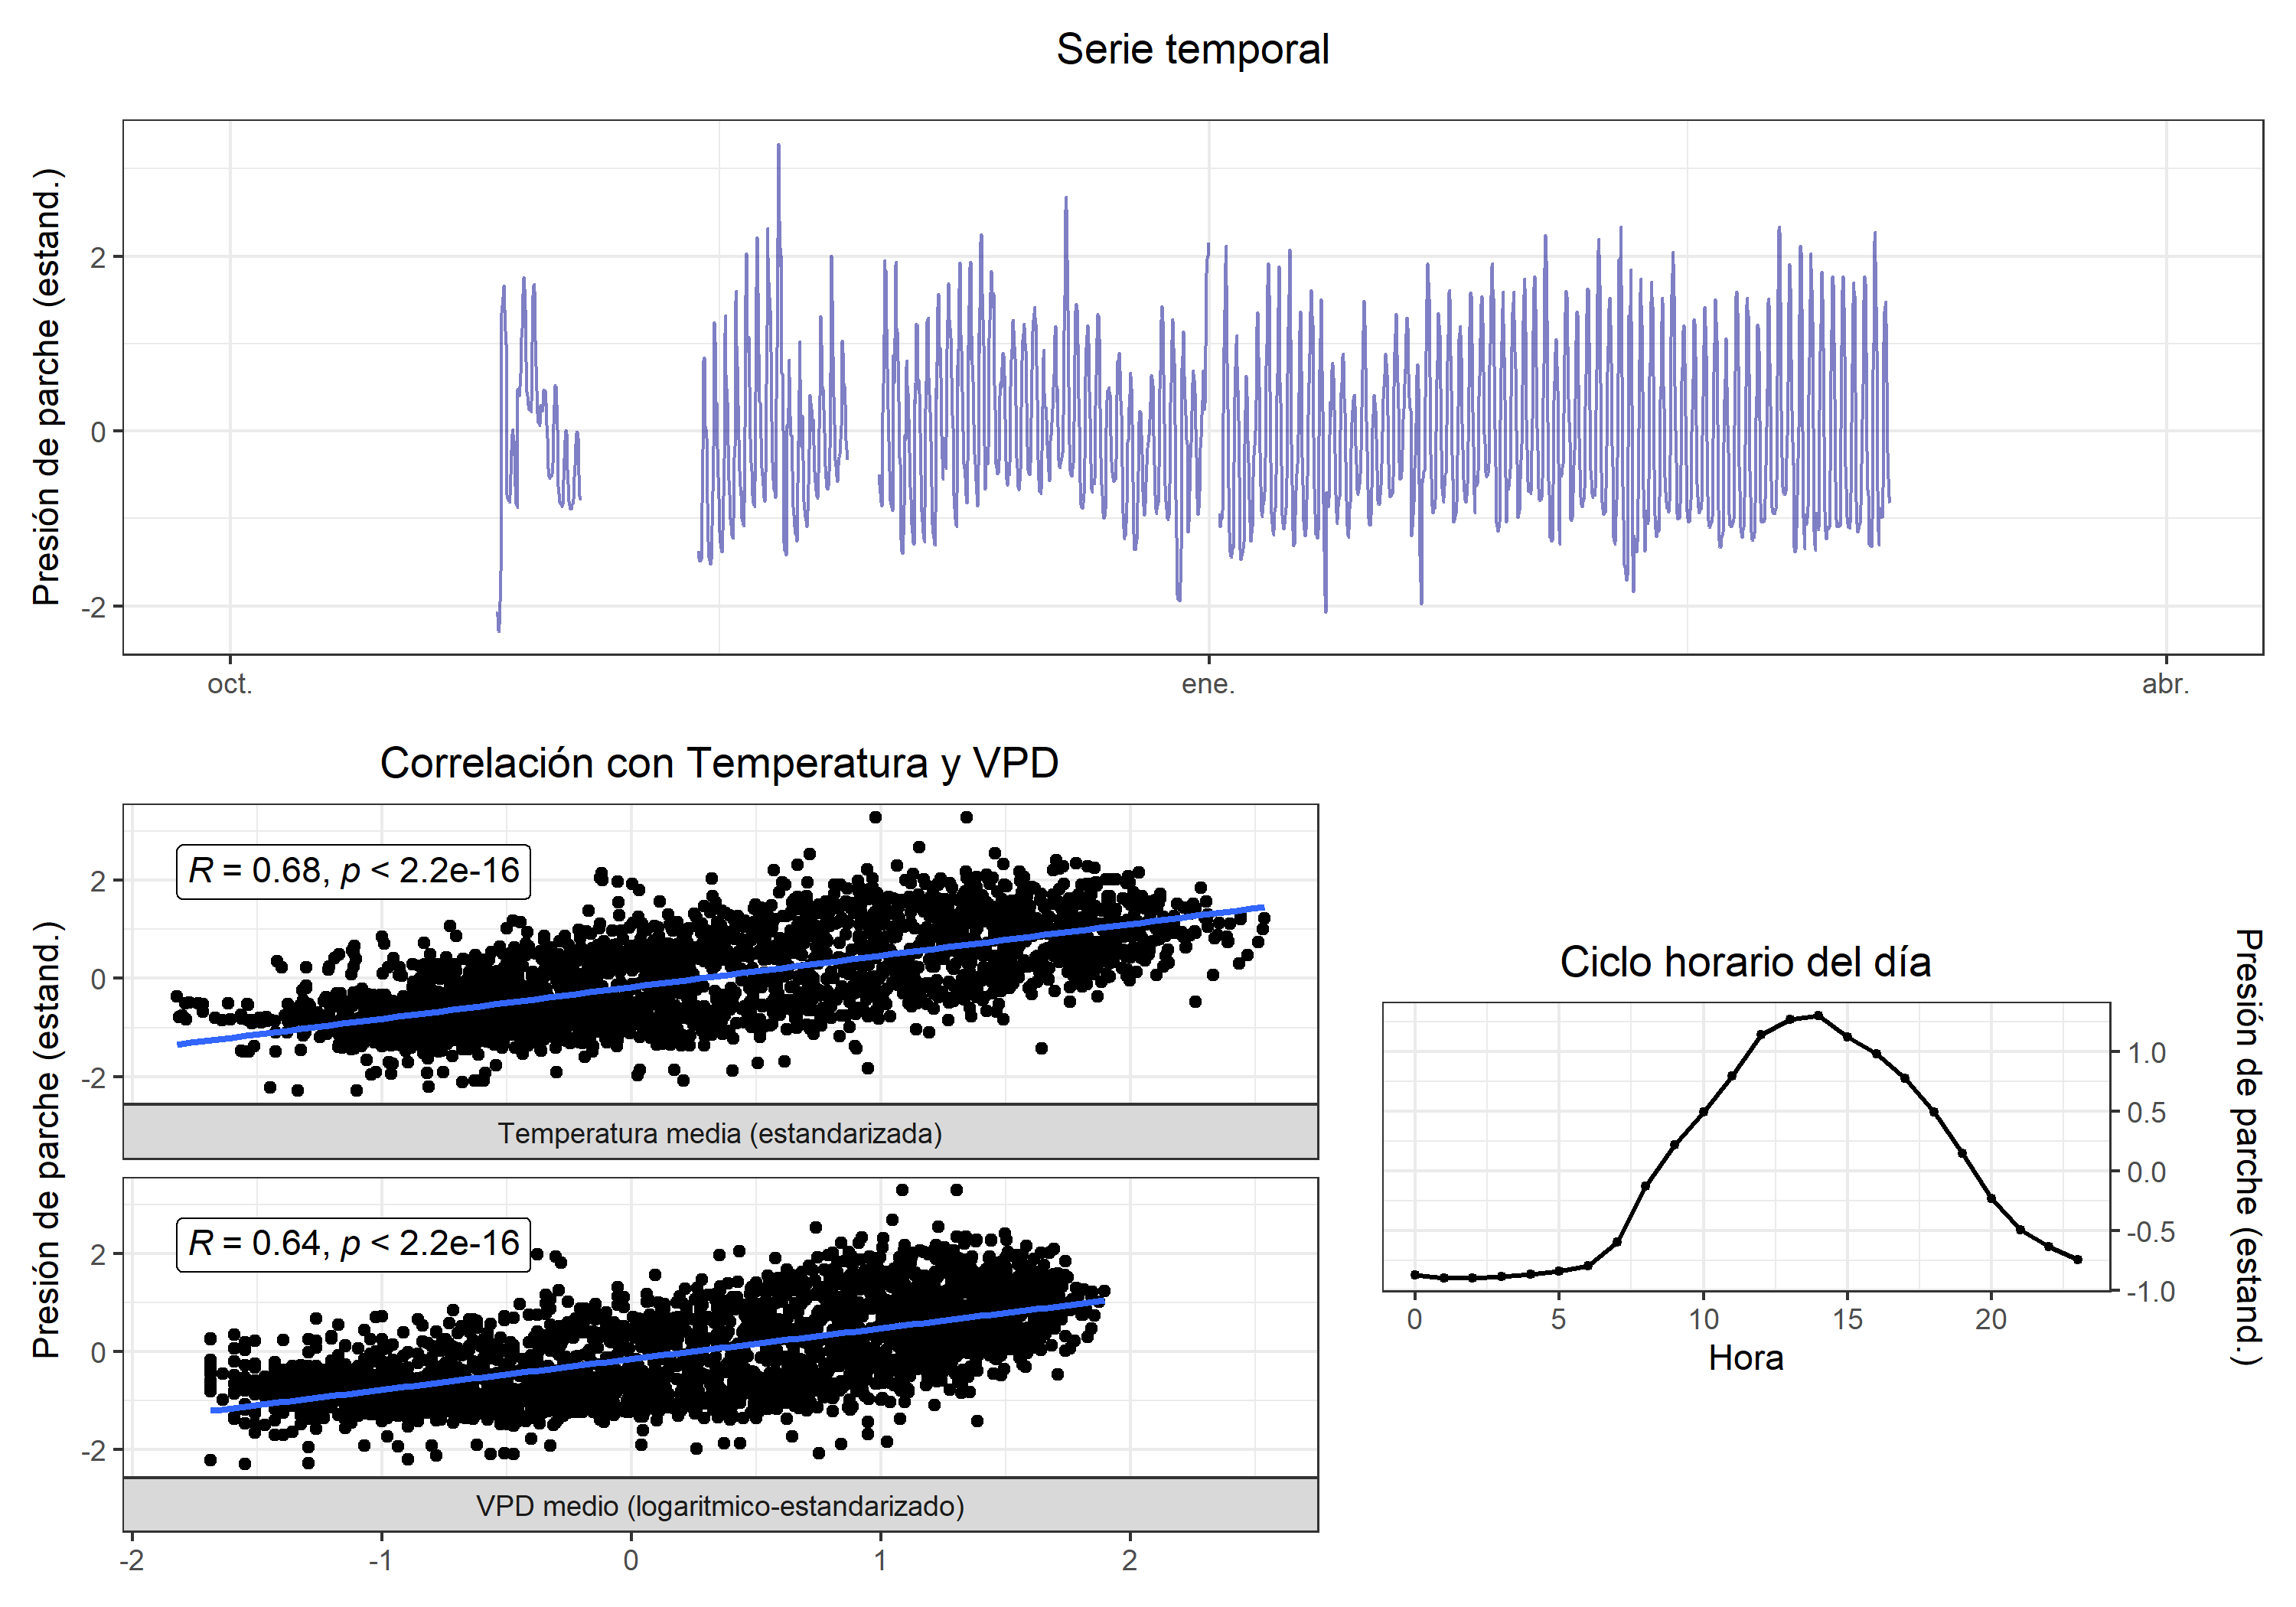 Serie temporal
Presión de parche (estand.)
2
0
-2
oct.
ene.
abr.
Correlación con Temperatura y VPD
Presión de parche (estand.)
R = 0.68, p < 2.2e-16
2
0
-2
Temperatura media (estandarizada)
R = 0.64, p < 2.2e-16
2
0
-2
VPD medio (logaritmico-estandarizado)
-2
-1
0
1
2
Ciclo horario del día
Presión de parche (estand.)
1.0
0.5
0.0
-0.5
-1.0
0
5
10
15
20
Hora